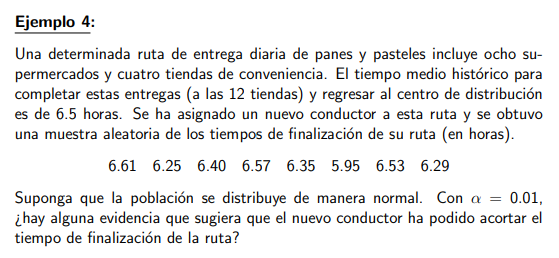 Ejemplo 4:
Una determinada ruta de entrega diaria de panes y pasteles incluye ocho su-
permercados y cuatro tiendas de conveniencia. El tiempo medio histórico para
completar estas entregas (a las 12 tiendas) y regresar al centro de distribución
es de 6.5 horas. Se ha asignado un nuevo conductor a esta ruta y se obtuvo
una muestra aleatoria de los tiempos de finalización de su ruta (en horas).
6.61 6.25 6.40 6.57 6.35 5.95 6.53 6.29
Suponga que la población se distribuye de manera normal. Con α = 0.01,
¿hay alguna evidencia que sugiera que el nuevo conductor ha podido acortar el
tiempo de finalización de la ruta?